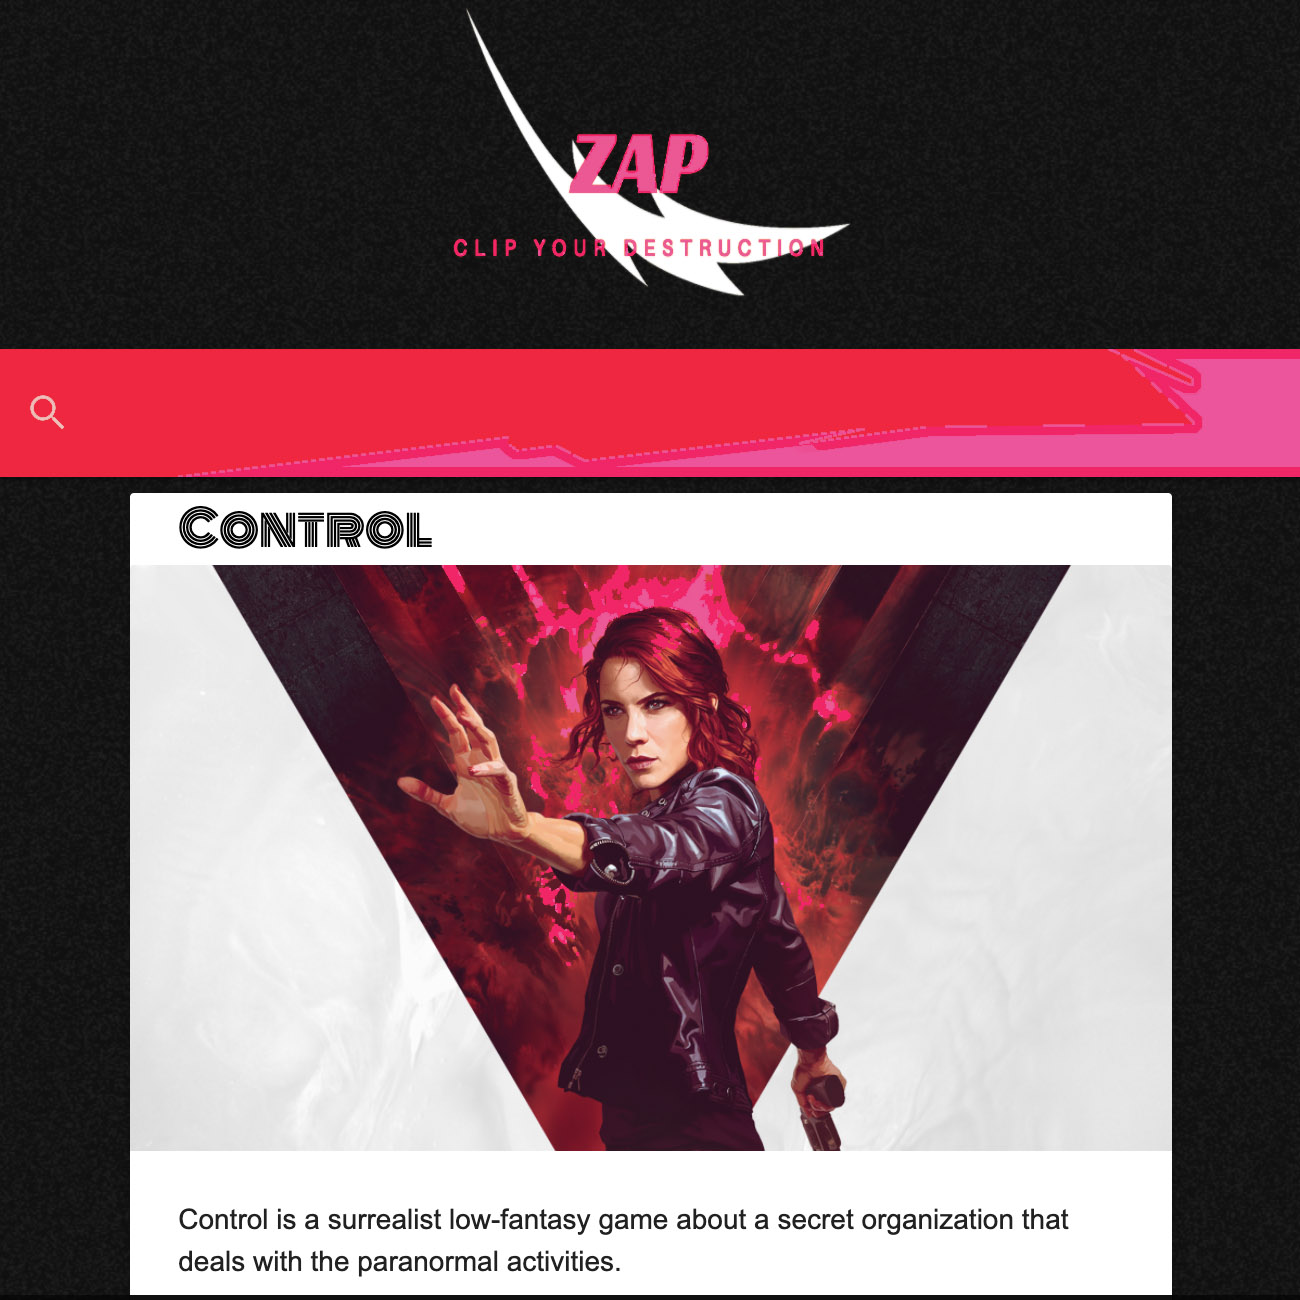 ZAP
CLIP YOUR DESTRUCTION
CONTROL
Control is a surrealist low-fantasy game about a secret organization that
deals with the paranormal activities.